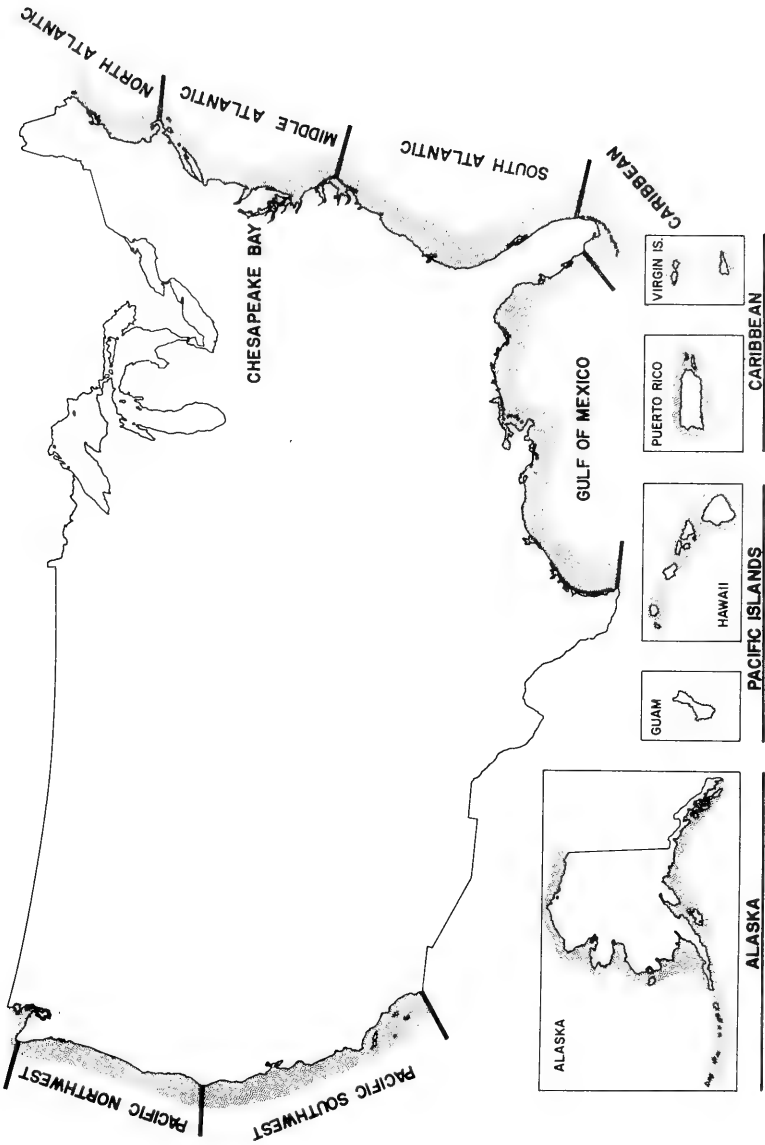 NORTH ATLANTIC
MIDDLE ATLANTIC
CHESAPEAKE BAY
SOUTH ATLANTIC
CARIBBEAN
GULF OF MEXICO
PACIFIC NORTHWEST
PACIFIC SOUTHWEST
ALASKA
GUAM
HAWAII
PUERTO RICO
VIRGIN IS.
ALASKA
PACIFIC ISLANDS
CARIBBEAN